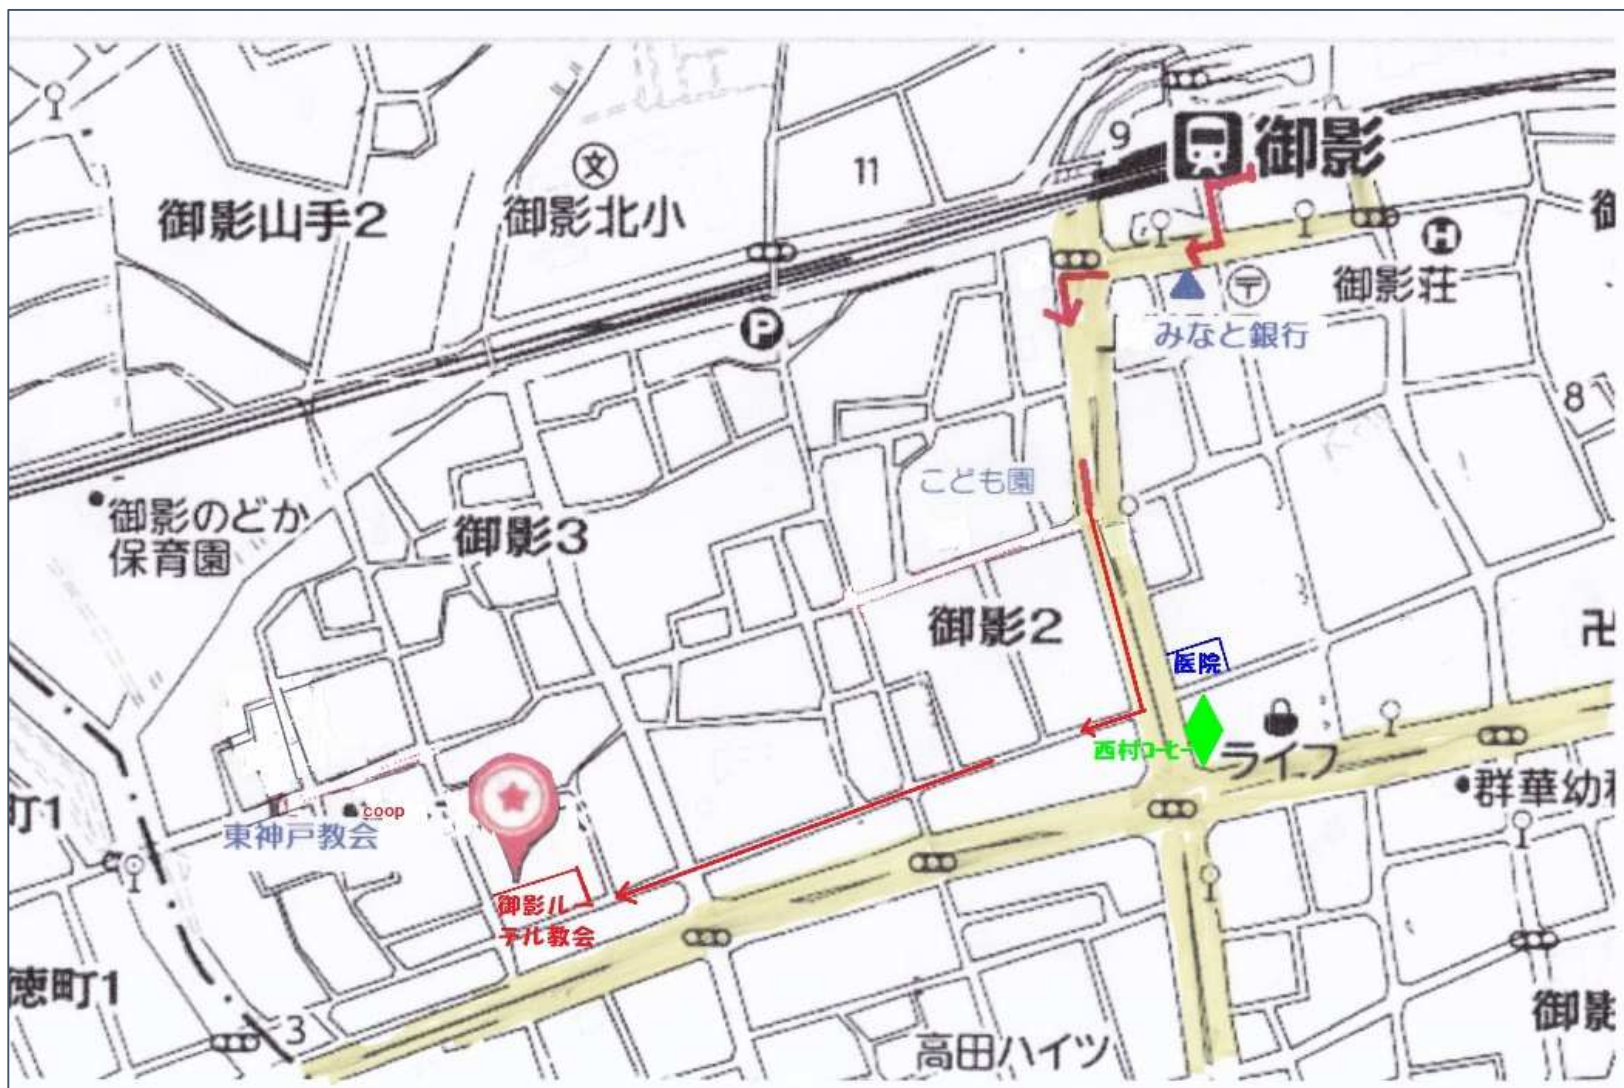 9
御影
11
御影山手2
御影北小
文
H
御影荘
〒
みなと銀行
P
8
こども園
御影のどか
保育園
御影3
御影2
医院
西村コーヒー
ライフ
群華幼
coop
東神戸教会
町1
御影ルー
テル教会
徳町1
3
高田ハイツ
御影